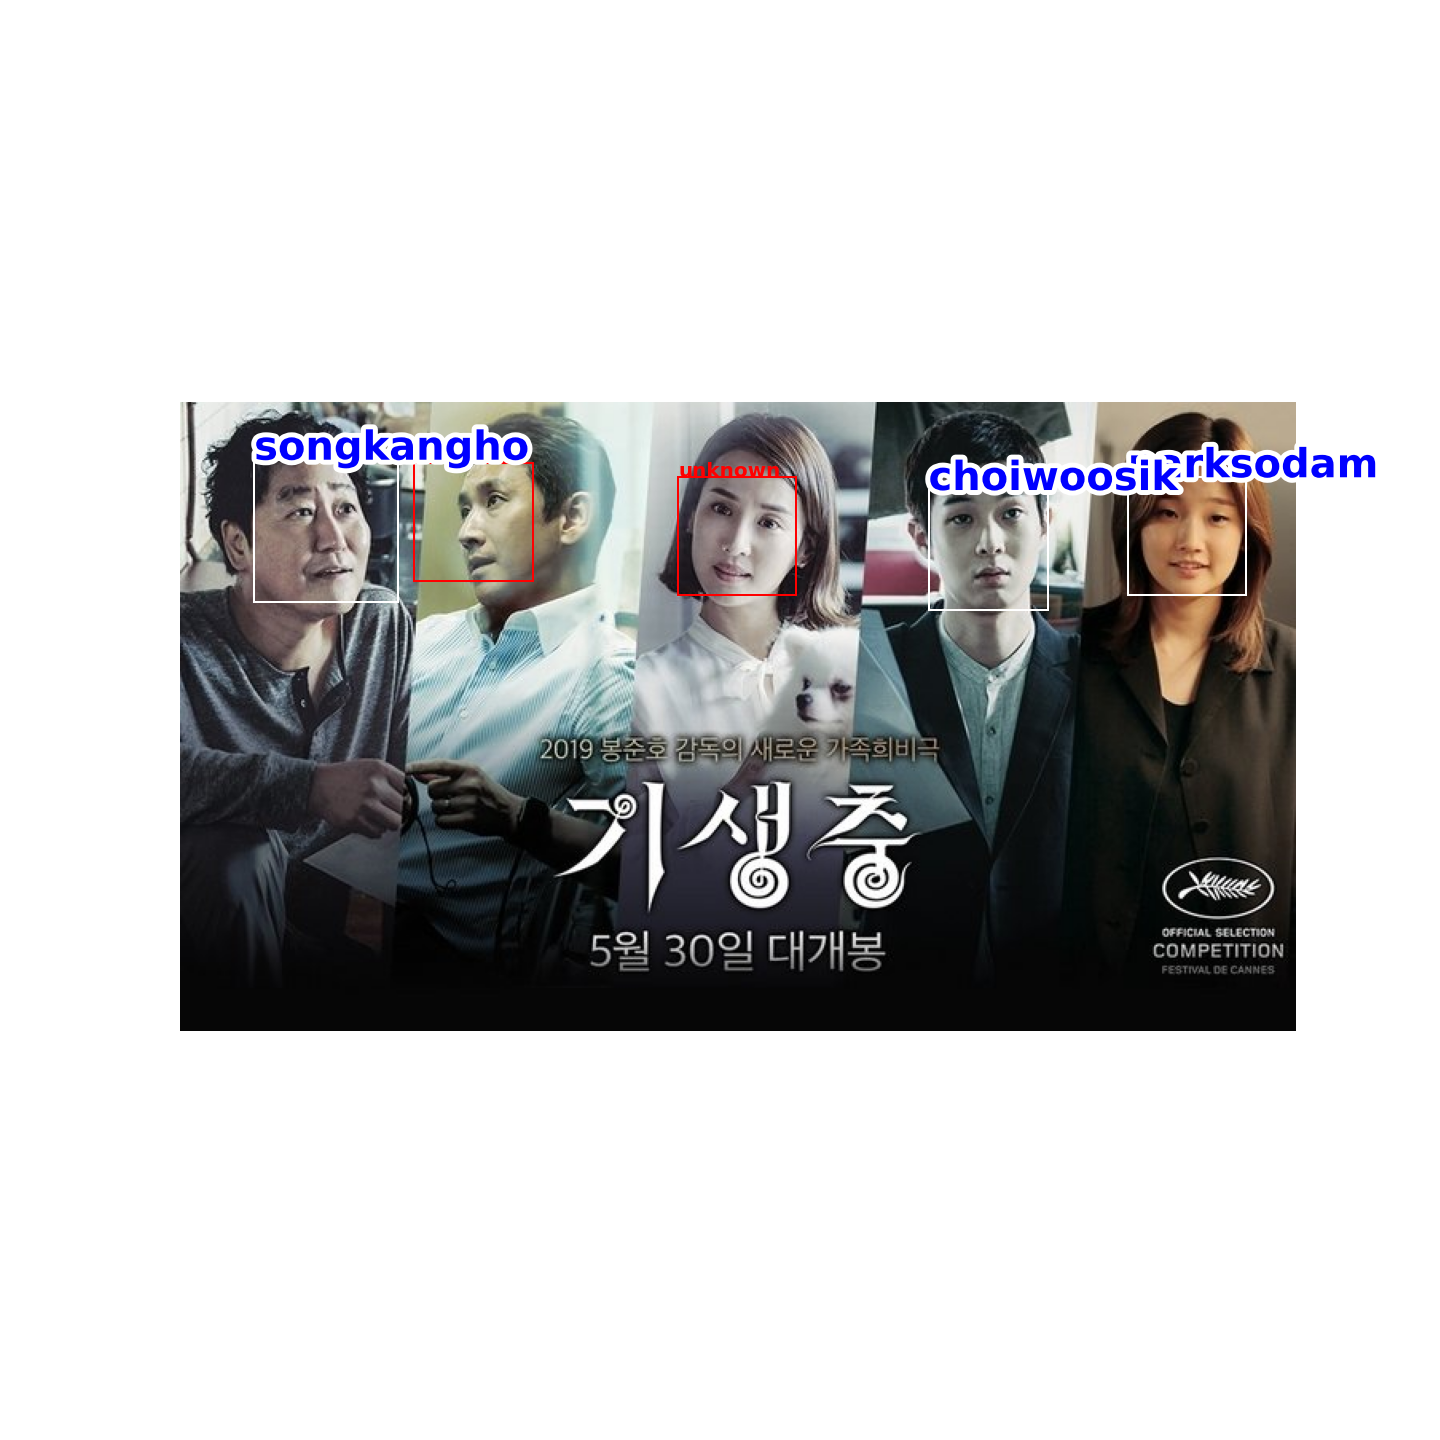 songkangho
unknown
choiwoosik
arksodam
2019 봉준호 감독의 새로운 가족희비극
기생충
5월 30일 대개봉
OFFICIAL SELECTION
COMPETITION
FESTIVAL DE CANNES